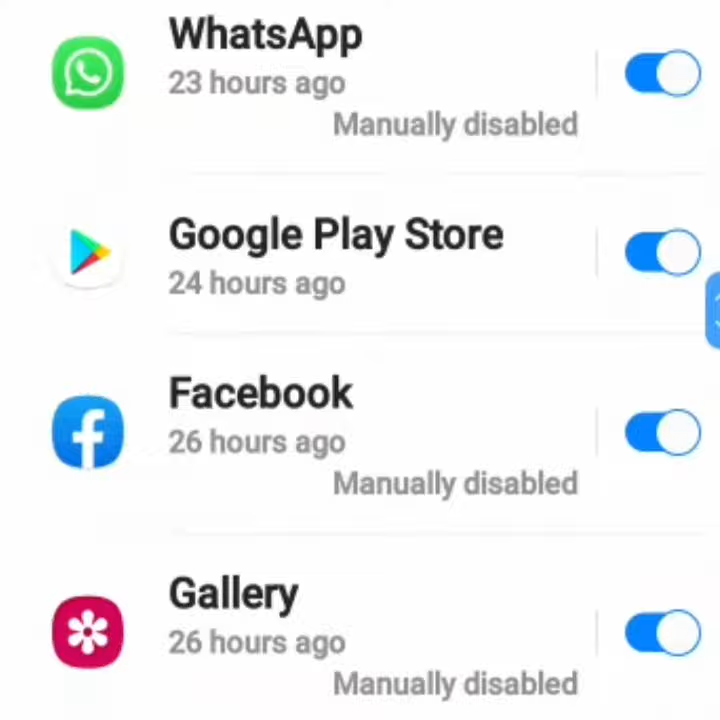 WhatsApp
23 hours ago
Manually disabled
Google Play Store
24 hours ago
Facebook
26 hours ago
Manually disabled
Gallery
26 hours ago
Manually disabled